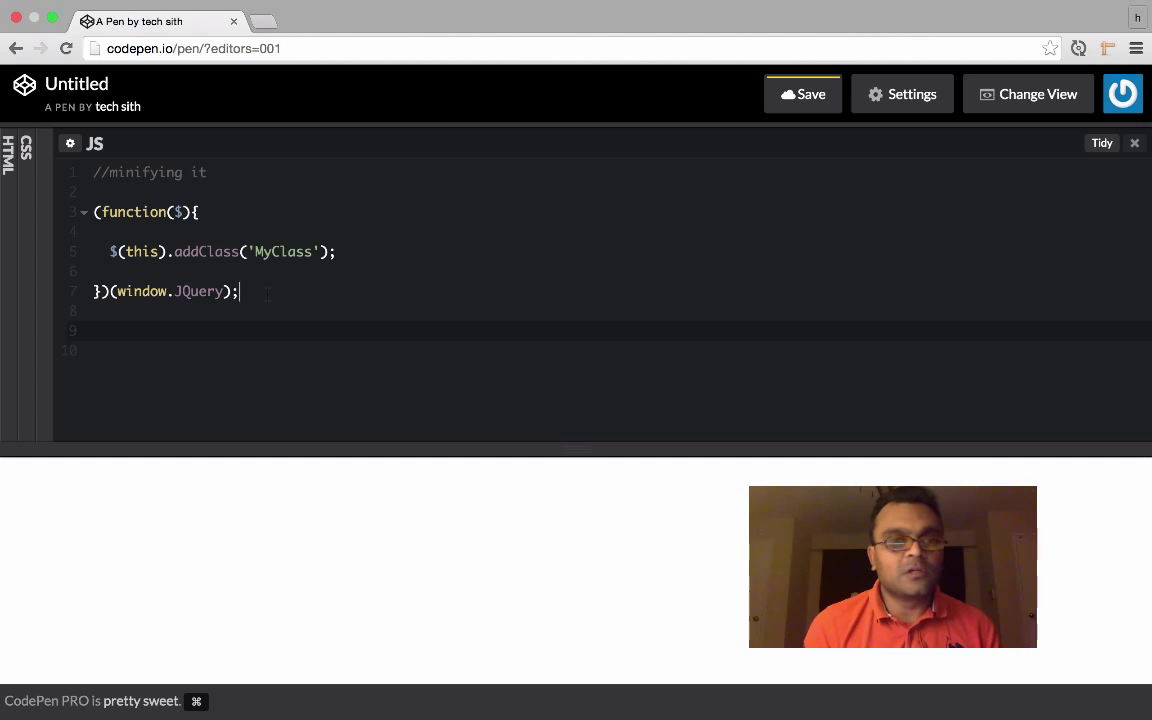 A Pen by tech sith
h
codepen.io/pen/?editors=001
Untitled
A PEN BY tech sith
Save
Settings
Change View
HTML
CSS
JS
Tidy
1 //minifying it
2
3 (function($){
4
5 $(this).addClass('MyClass');
6
7 })(window.JQuery);
8
9
10
CodePen PRO is pretty sweet. ⌘